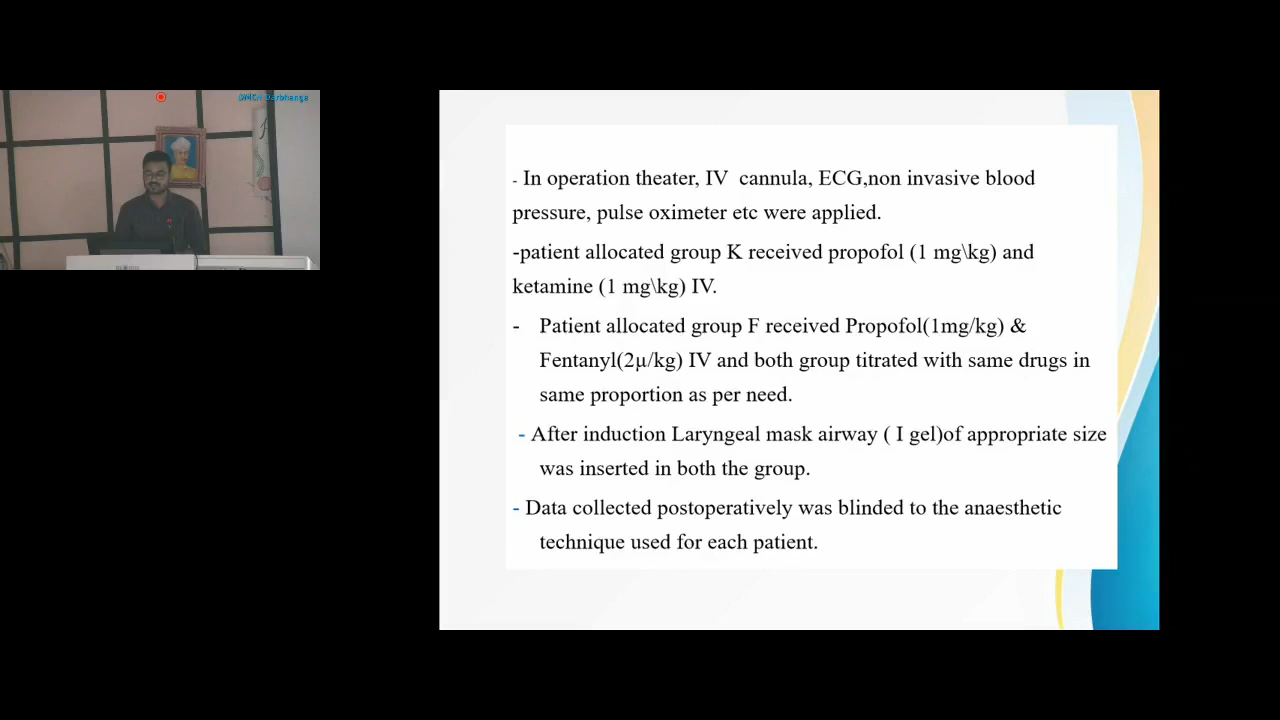 DMCH Darbhanga
- In operation theater, IV cannula, ECG,non invasive blood
pressure, pulse oximeter etc were applied.
-patient allocated group K received propofol (1 mg\kg) and
ketamine (1 mg\kg) IV.
- Patient allocated group F received Propofol(1mg/kg) &
Fentanyl(2µ/kg) IV and both group titrated with same drugs in
same proportion as per need.
- After induction Laryngeal mask airway ( I gel)of appropriate size
was inserted in both the group.
- Data collected postoperatively was blinded to the anaesthetic
technique used for each patient.